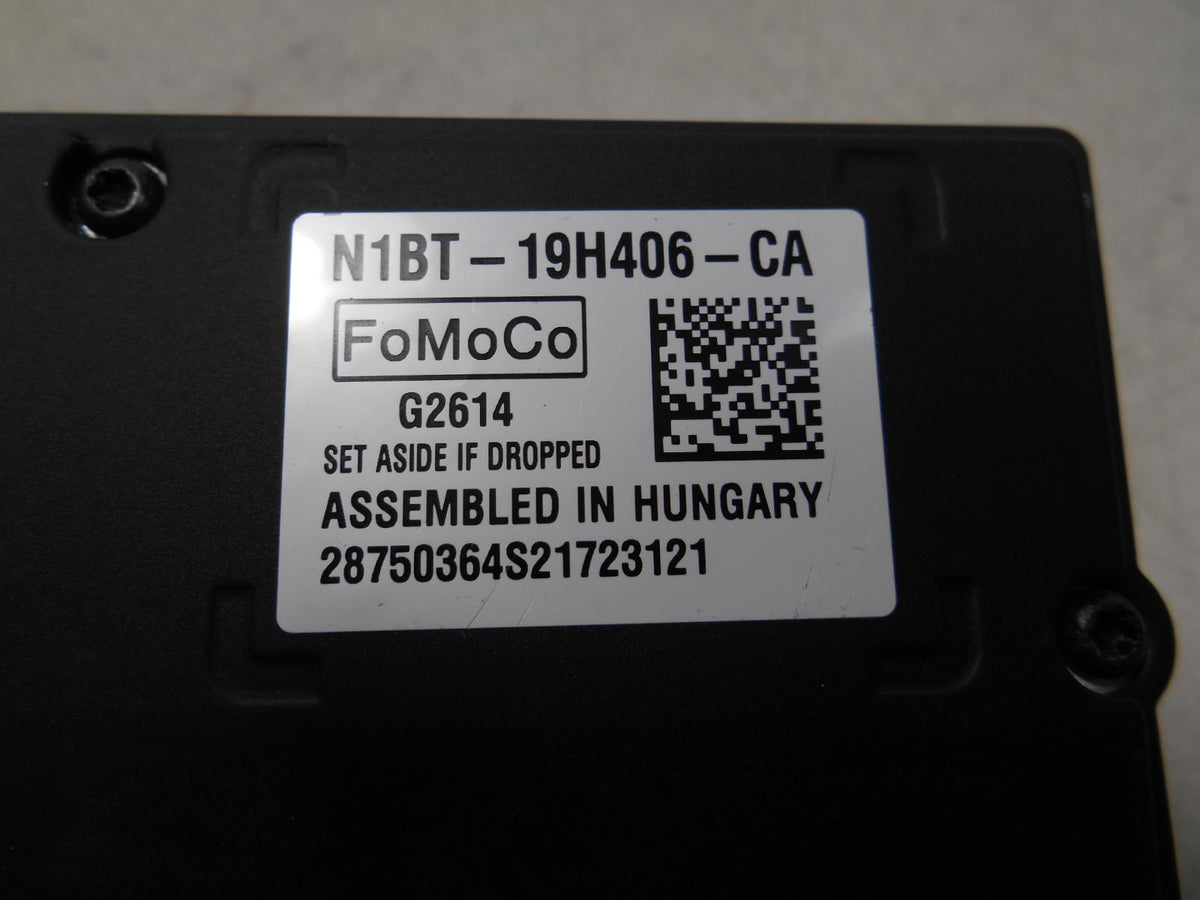 N1BT-19H406-CA
FoMoCo
G2614
SET ASIDE IF DROPPED
ASSEMBLED IN HUNGARY
28750364S21723121